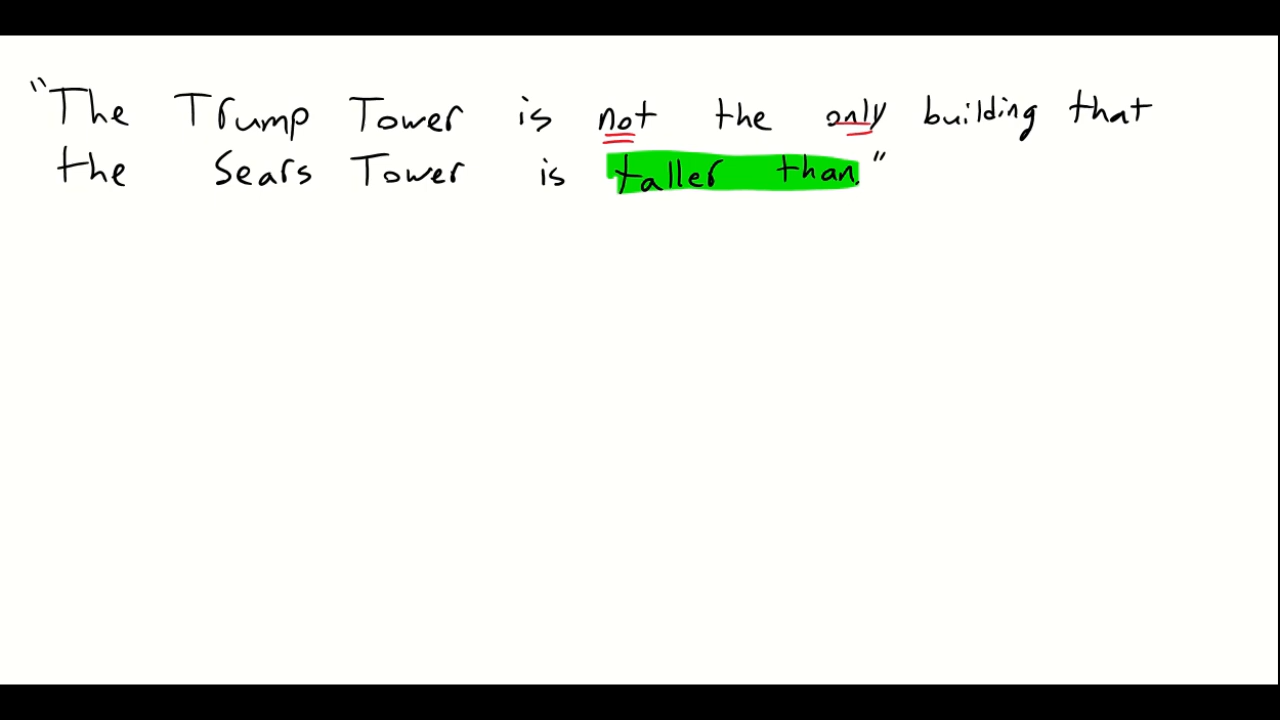 "The Trump Tower is not the only building that
the Sears Tower is taller than."